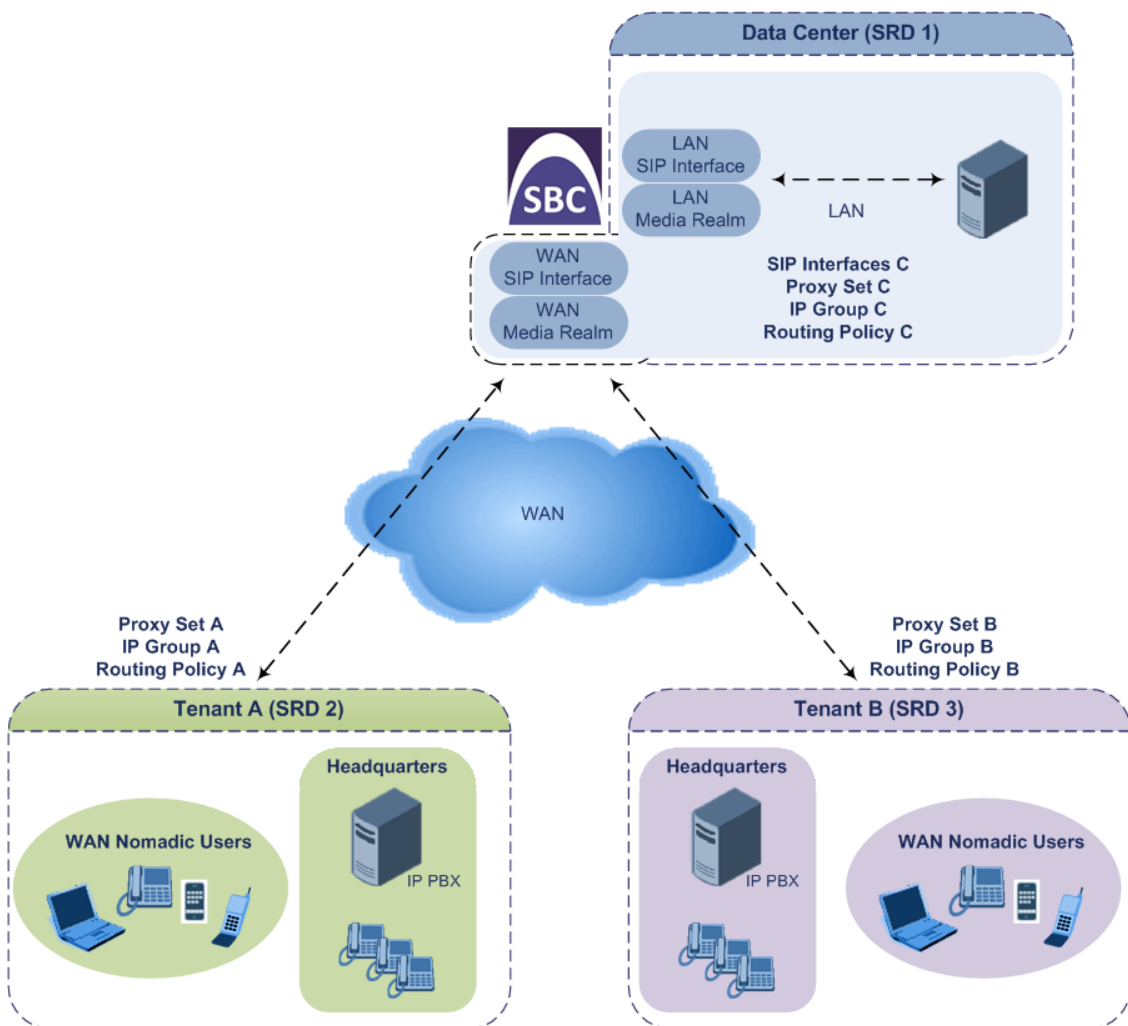 Data Center (SRD 1)
SBC
LAN
SIP Interface
LAN
Media Realm
LAN
WAN
SIP Interface
WAN
Media Realm
SIP Interfaces C
Proxy Set C
IP Group C
Routing Policy C
WAN
Proxy Set A
IP Group A
Routing Policy A
Proxy Set B
IP Group B
Routing Policy B
Tenant A (SRD 2)
WAN Nomadic Users
Headquarters
IP PBX
Tenant B (SRD 3)
Headquarters
IP PBX
WAN Nomadic Users